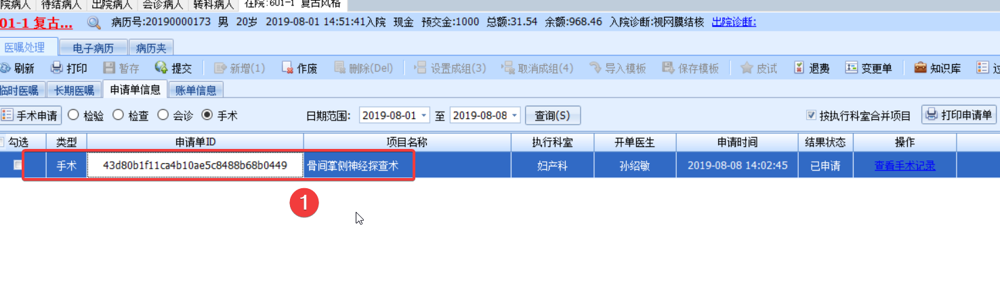 院病人 待结病人 出院病人 会诊病人 转科病人 在院:601-1 复古风格
01-1 复古... 病历号:20190000173 男 20岁 2019-08-01 14:51:41入院 现金 预交金:1000 总额:31.54 余额:968.46 入院诊断:视网膜结核 出院诊断:
医嘱处理 电子病历 病历夹
刷新 打印 暂存 提交 新增(1) 作废 删除(Del) 设置成组(3) 取消成组(4) 导入模板 保存模板 皮试 退费 变更单 知识库
临时医嘱 长期医嘱 申请单信息 账单信息
手术申请 检验 检查 会诊 手术 日期范围: 2019-08-01 至 2019-08-08 查询(S) 按执行科室合并项目 打印申请单
勾选 类型 申请单ID 项目名称 执行科室 开单医生 申请时间 结果状态 操作
手术 43d80b1f11ca4b10ae5c8488b68b0449 骨间掌侧神经探查术 妇产科 孙绍敏 2019-08-08 14:02:45 已申请 查看手术记录
1